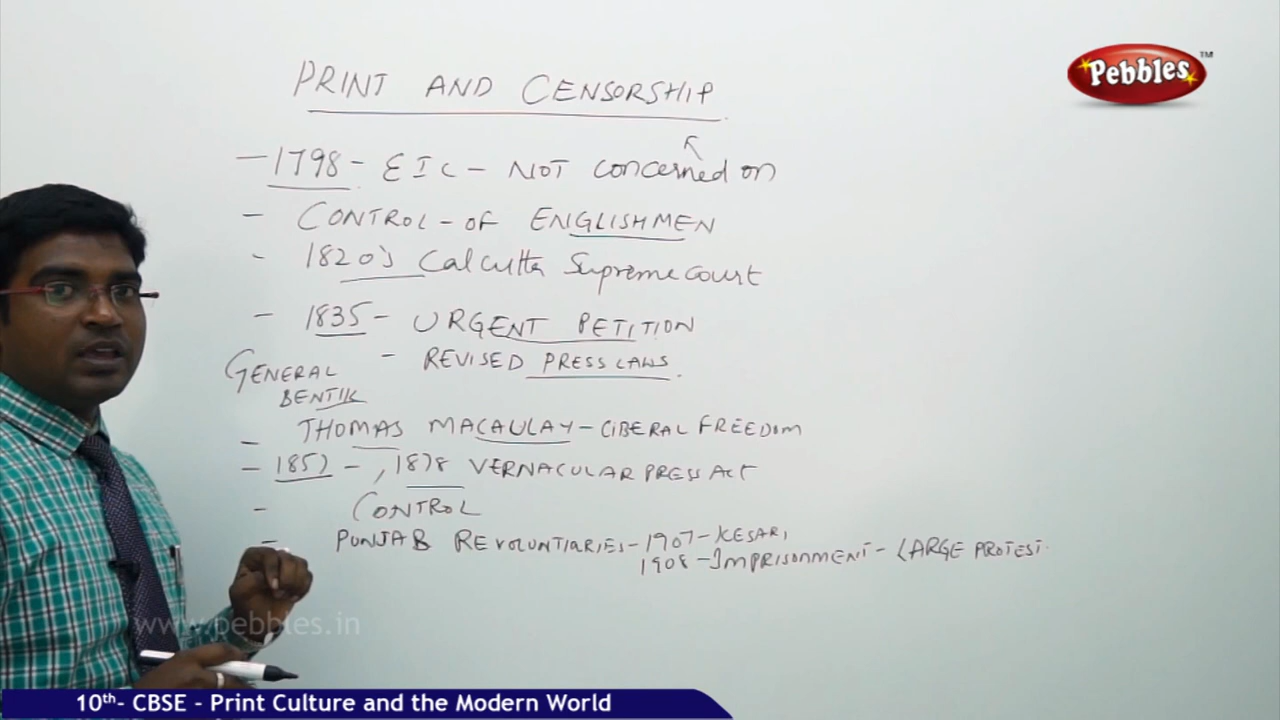 PRINT AND CENSORSHIP
Pebbles TM
- 1798 - EIC - NOT concerned on
- CONTROL - OF ENGLISHMEN
- 1820's Calcutta Supreme court
- 1835 - URGENT PETITION
GENERAL BENTIK
- REVISED PRESS LAWS.
- THOMAS MACAULAY - LIBERAL FREEDOM
- 1857 - , 1878 VERNACULAR PRESS ACT
- CONTROL
- PUNJAB REVOLUNTIARIES - 1907 - KESARI
1908 - IMPRISONMENT - LARGE PROTEST.
www.pebbles.in
10th- CBSE - Print Culture and the Modern World